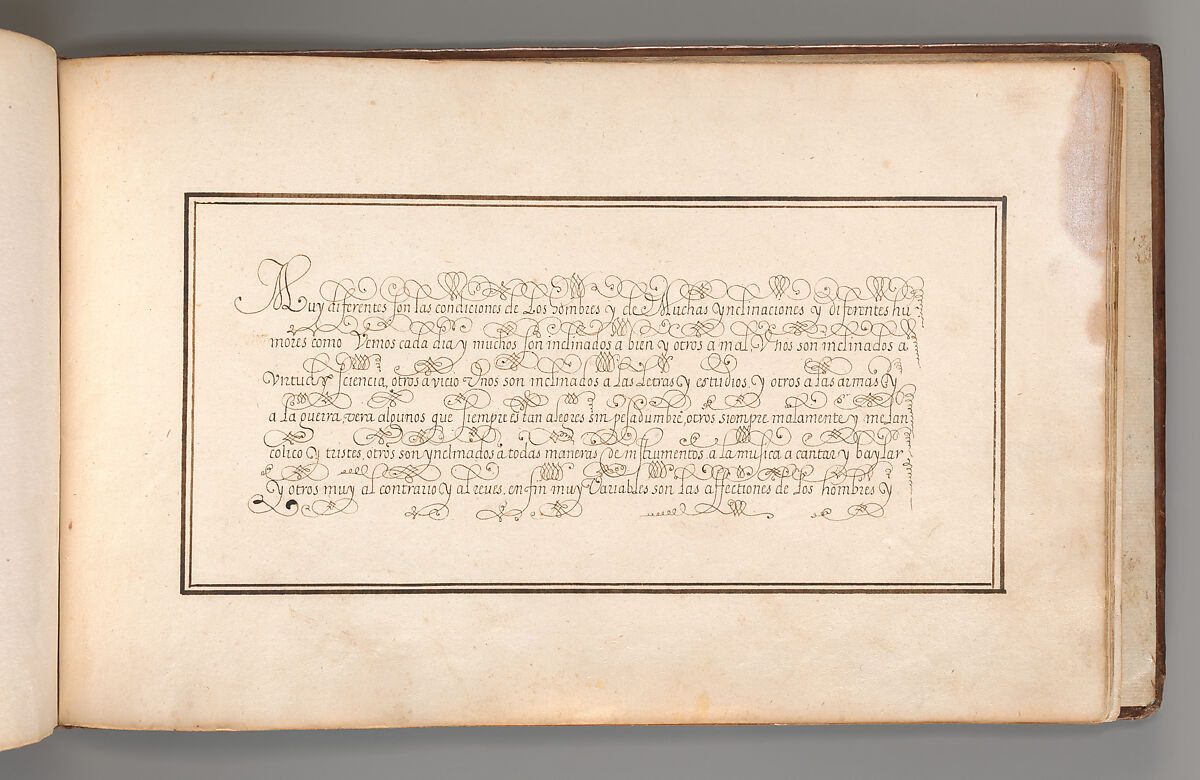 Muy diferentes son las condiciones de Los hombres y de Muchas Ynclinaciones y diferentes hu
mores como Vemos cada dia y muchos son inclinados a bien y otros a mal, Vnos son inclinados a
Virtud y sciencia, otros a vicio Vnos son inclinados a las Letras y estudios y otros a las armas y
a la guerra, vera algunos que siempre estan alegres sin pesadumbre, otros siempre malamente y melan
colico y tristes, otros son ynclinados a todas maneras de instrumentos a la musica a cantar y baylar
y otros muy al contrario y al reves, en fin muy Variables son las affectiones de los hombres y